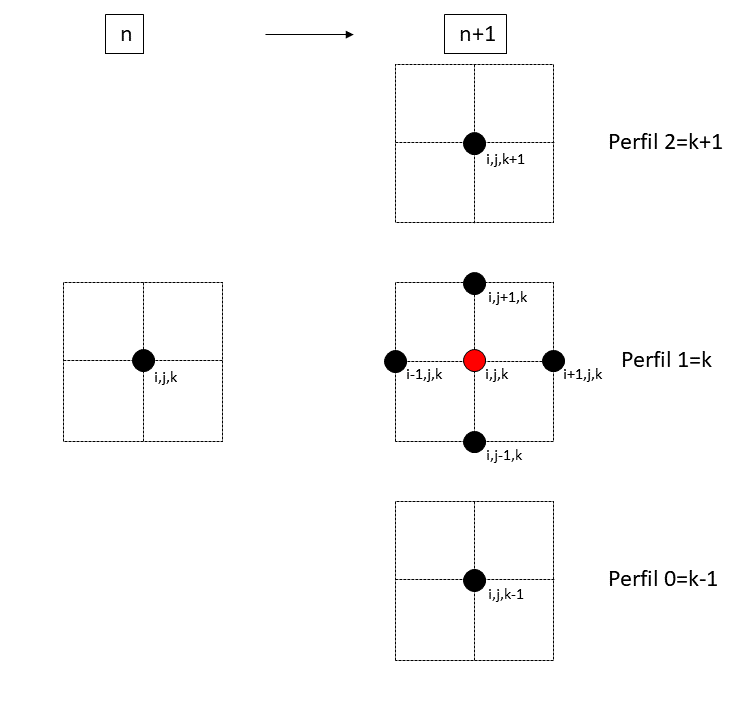 n
n+1
i,j,k+1
Perfil 2=k+1
i,j+1,k
i,j,k
i-1,j,k
i,j,k
i+1,j,k
Perfil 1=k
i,j-1,k
i,j,k-1
Perfil 0=k-1